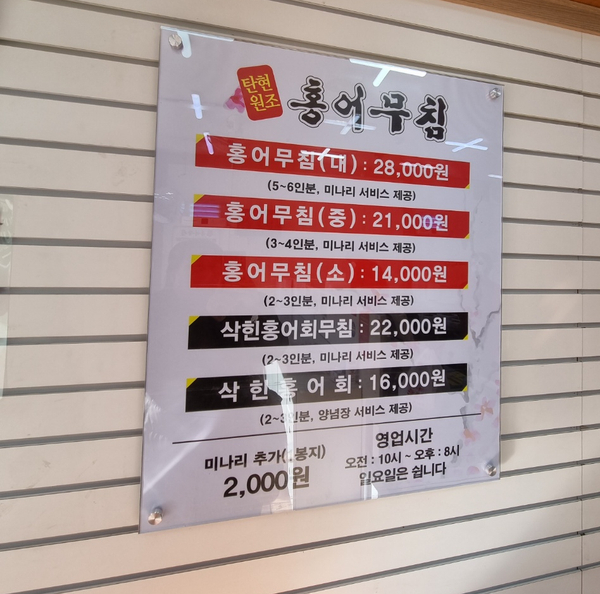 탄현
원조
홍어무침
홍어무침(대) : 28,000원
(5~6인분, 미나리 서비스 제공)
홍어무침(중) : 21,000원
(3~4인분, 미나리 서비스 제공)
홍어무침(소) : 14,000원
(2~3인분, 미나리 서비스 제공)
삭힌홍어회무침 : 22,000원
(2~3인분, 미나리 서비스 제공)
삭힌홍어회 : 16,000원
(2~3인분, 양념장 서비스 제공)
미나리 추가(1봉지)
2,000원
영업시간
오전 : 10시 ~ 오후 : 8시
일요일은 쉽니다